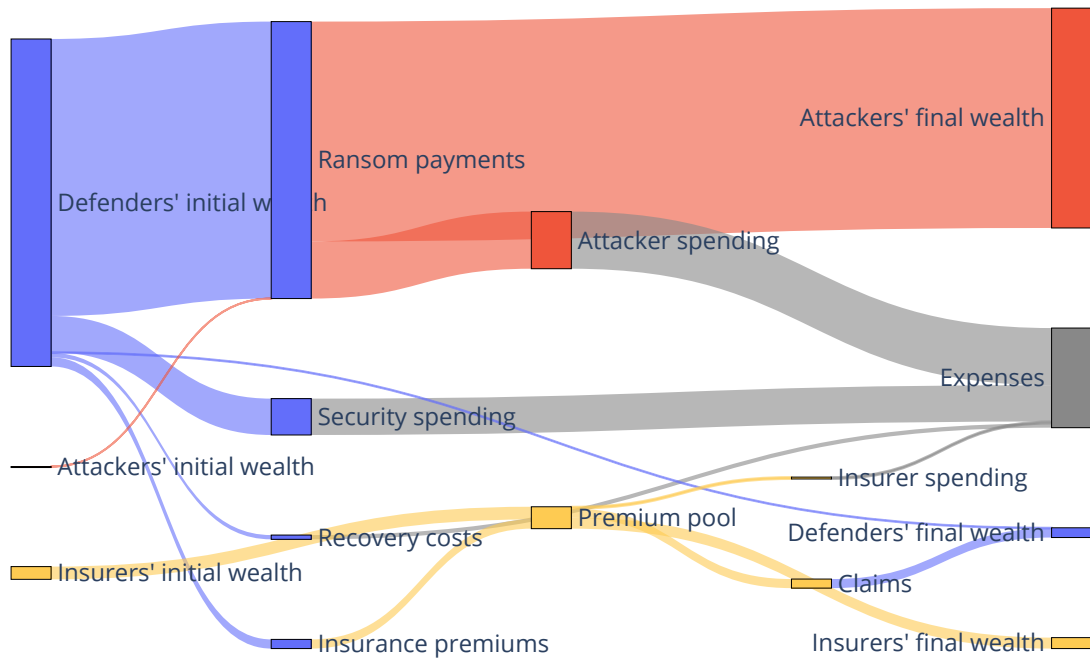 Attackers' final wealth
Ransom payments
Defenders' initial wealth
Attacker spending
Expenses
Security spending
Attackers' initial wealth
Insurer spending
Premium pool
Defenders' final wealth
Recovery costs
Insurers' initial wealth
Claims
Insurers' final wealth
Insurance premiums